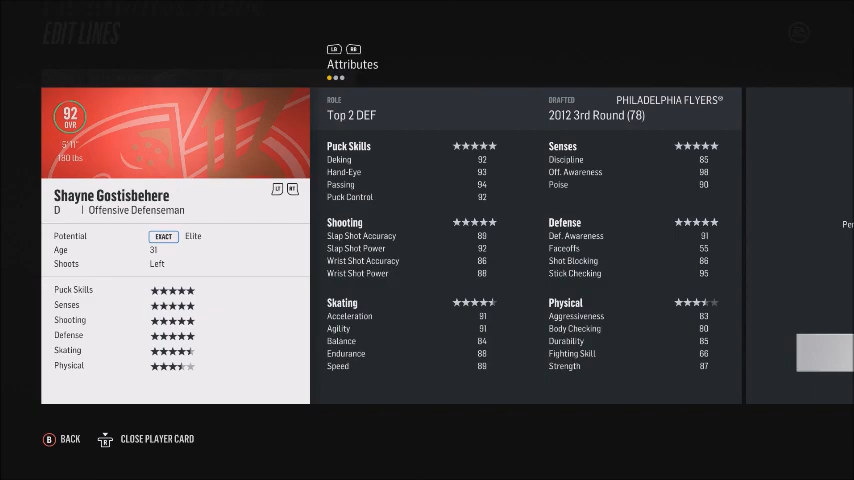 EDIT LINES
LB RB
Attributes
92
OVR
5' 11"
180 lbs
Shayne Gostisbehere
LT RT
D | Offensive Defenseman
Potential EXACT Elite
Age 31
Shoots Left
Puck Skills
Senses
Shooting
Defense
Skating
Physical
ROLE
Top 2 DEF
DRAFTED PHILADELPHIA FLYERS®
2012 3rd Round (78)
Puck Skills
Deking 92
Hand-Eye 93
Passing 94
Puck Control 92
Senses
Discipline 85
Off. Awareness 98
Poise 90
Shooting
Slap Shot Accuracy 89
Slap Shot Power 92
Wrist Shot Accuracy 86
Wrist Shot Power 88
Defense
Def. Awareness 91
Faceoffs 55
Shot Blocking 86
Stick Checking 95
Skating
Acceleration 91
Agility 91
Balance 84
Endurance 88
Speed 89
Physical
Aggressiveness 83
Body Checking 80
Durability 85
Fighting Skill 66
Strength 87
Per
B BACK
R CLOSE PLAYER CARD